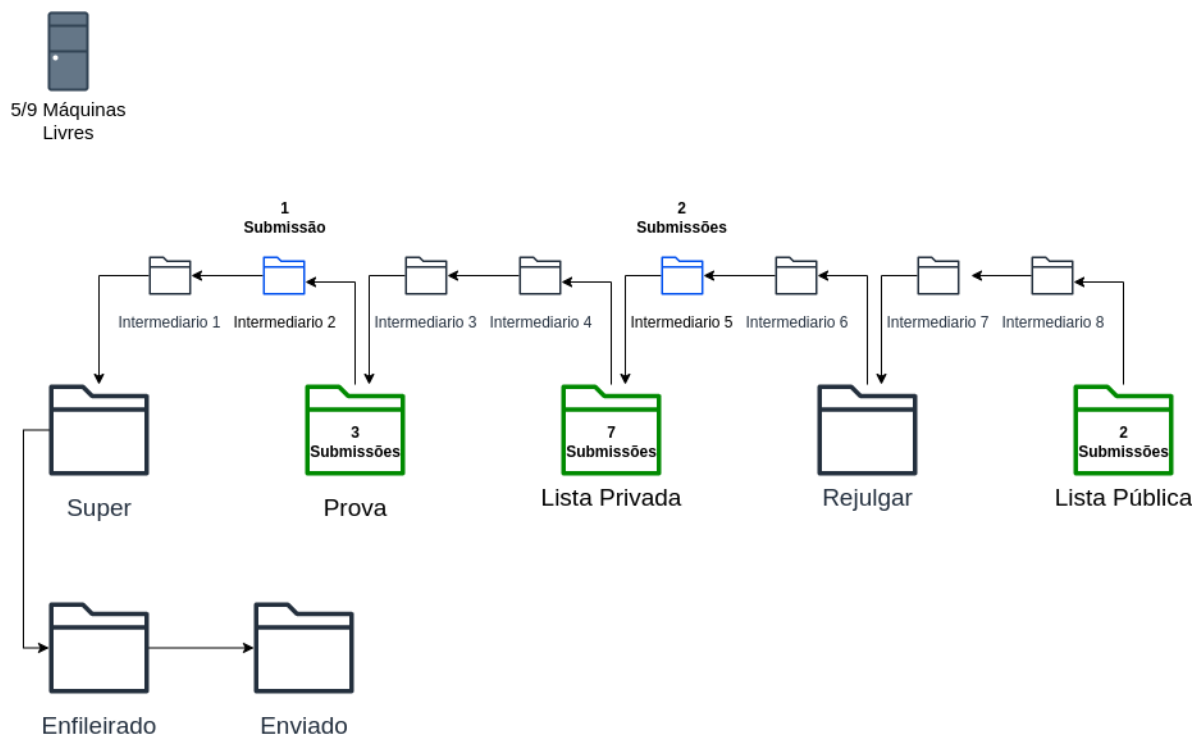 5/9 Máquinas
Livres
1
Submissão
2
Submissões
Intermediario 1
Intermediario 2
Intermediario 3
Intermediario 4
Intermediario 5
Intermediario 6
Intermediario 7
Intermediario 8
3
Submissões
7
Submissões
2
Submissões
Super
Prova
Lista Privada
Rejulgar
Lista Pública
Enfileirado
Enviado